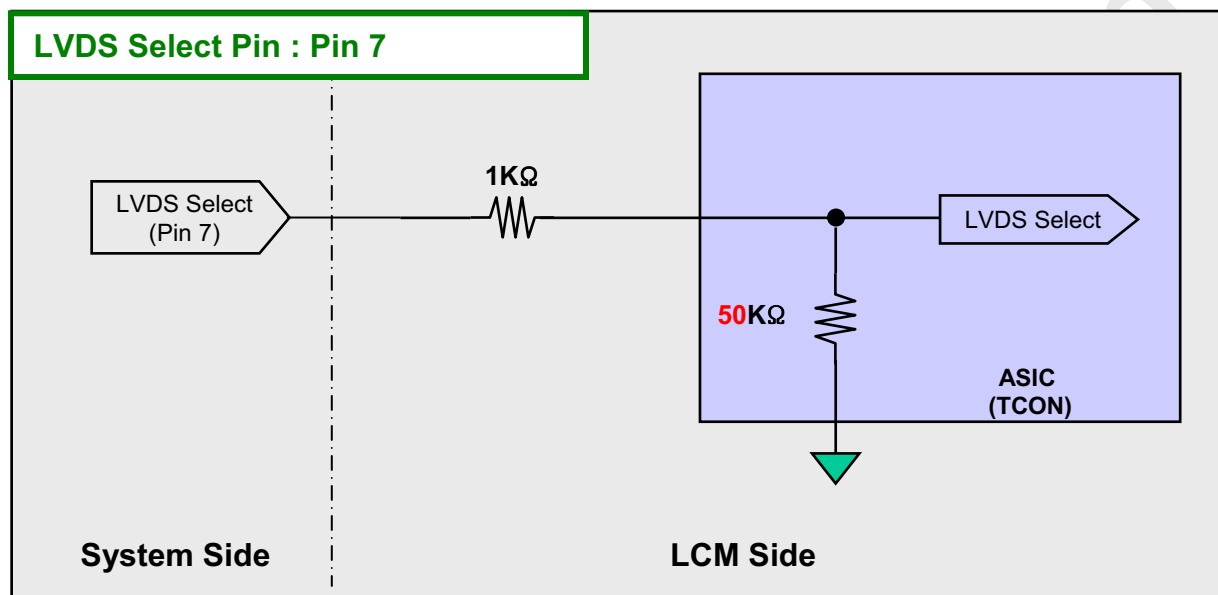 LVDS Select Pin : Pin 7
1KΩ
LVDS Select
(Pin 7)
LVDS Select
50KΩ
ASIC
(TCON)
System Side
LCM Side